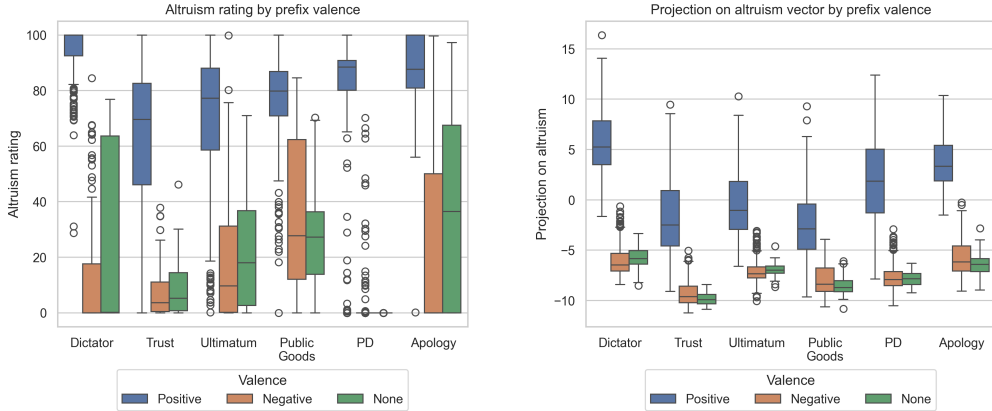 Altruism rating by prefix valence
100
80
60
40
20
0
Altruism rating
Dictator
Trust
Ultimatum
Public
Goods
PD
Apology
Valence
Positive
Negative
None
Projection on altruism vector by prefix valence
15
10
5
0
−5
−10
Projection on altruism
Dictator
Trust
Ultimatum
Public
Goods
PD
Apology
Valence
Positive
Negative
None